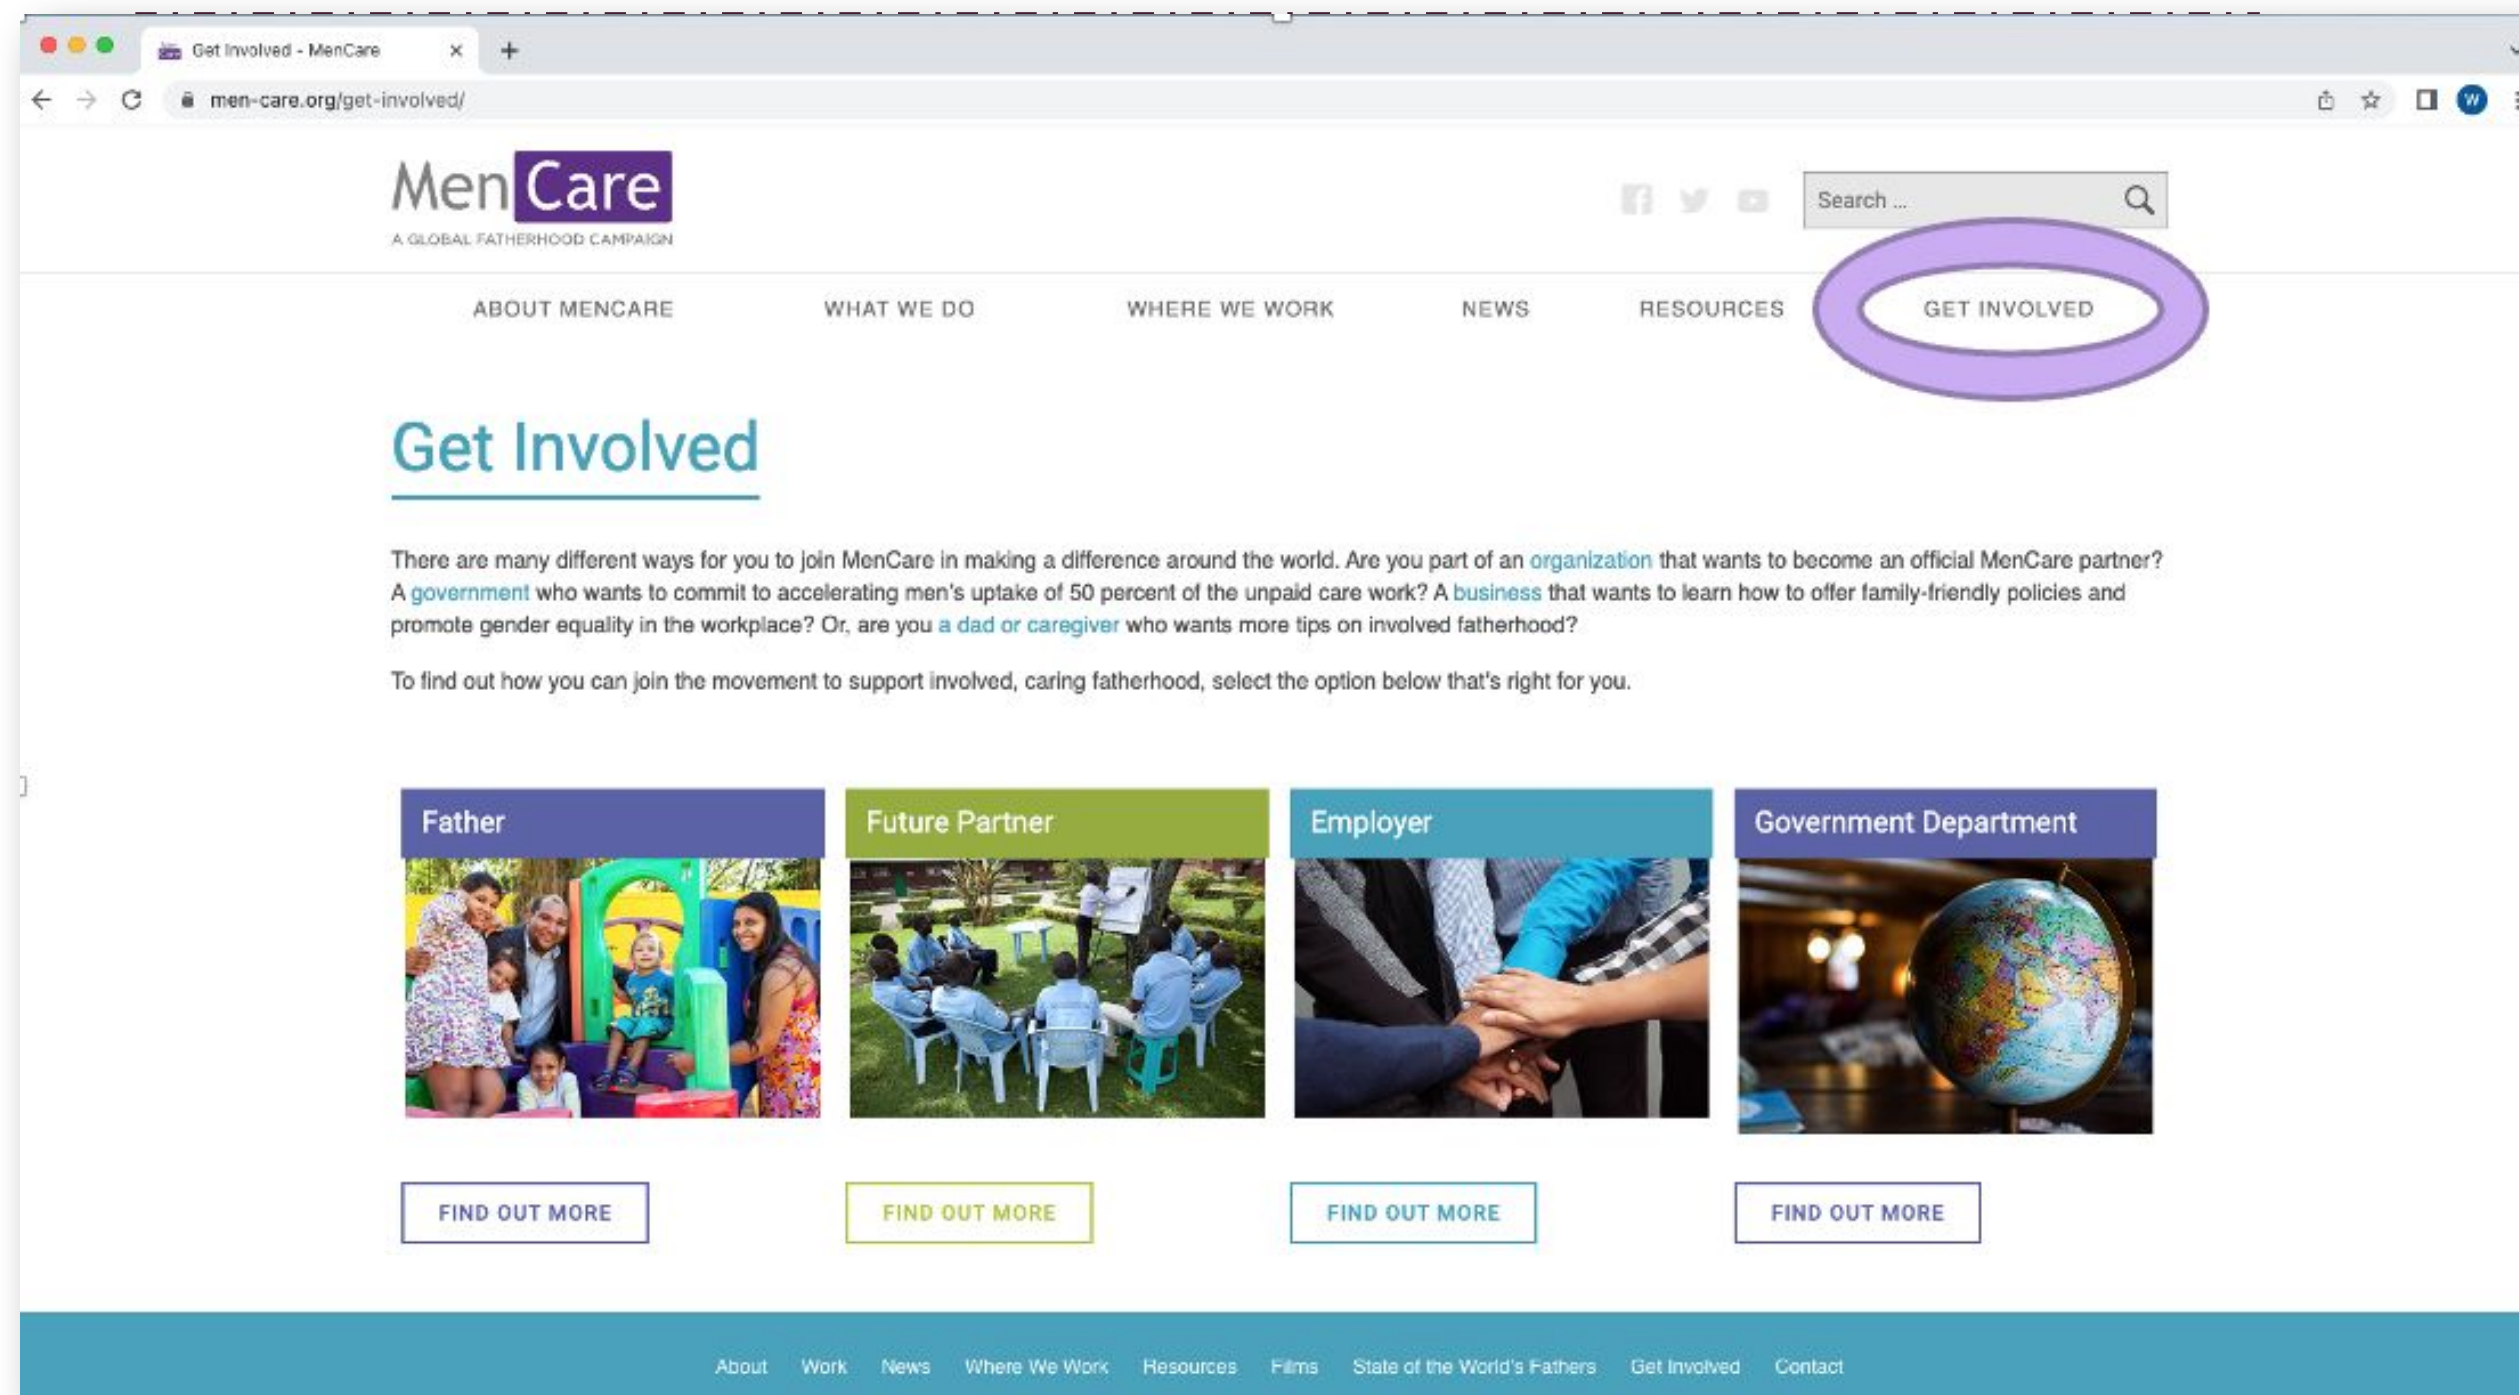 Get Involved - MenCare
men-care.org/get-involved/
W
MenCare
A GLOBAL FATHERHOOD CAMPAIGN
Search ...
ABOUT MENCARE WHAT WE DO WHERE WE WORK NEWS RESOURCES GET INVOLVED
Get Involved
There are many different ways for you to join MenCare in making a difference around the world. Are you part of an organization that wants to become an official MenCare partner?
A government who wants to commit to accelerating men's uptake of 50 percent of the unpaid care work? A business that wants to learn how to offer family-friendly policies and
promote gender equality in the workplace? Or, are you a dad or caregiver who wants more tips on involved fatherhood?
To find out how you can join the movement to support involved, caring fatherhood, select the option below that's right for you.
Father Future Partner Employer Government Department
FIND OUT MORE FIND OUT MORE FIND OUT MORE FIND OUT MORE
About Work News Where We Work Resources Films State of the World's Fathers Get Involved Contact